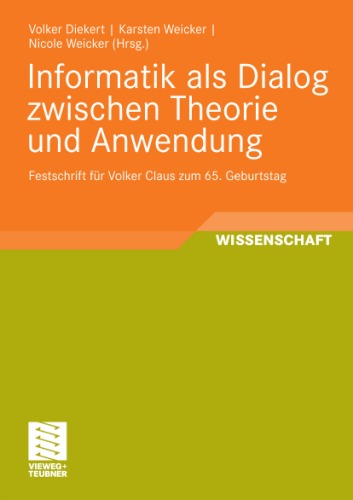 Volker Diekert | Karsten Weicker |
Nicole Weicker (Hrsg.)
Informatik als Dialog
zwischen Theorie
und Anwendung
Festschrift für Volker Claus zum 65. Geburtstag
WISSENSCHAFT
VIEWEG+
TEUBNER